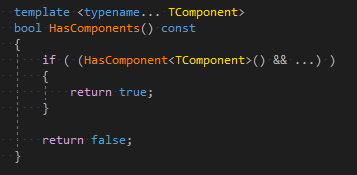 template <typename... TComponent>
bool HasComponents() const
{
    if ( (HasComponent<TComponent>() && ...) )
    {
        return true;
    }

    return false;
}